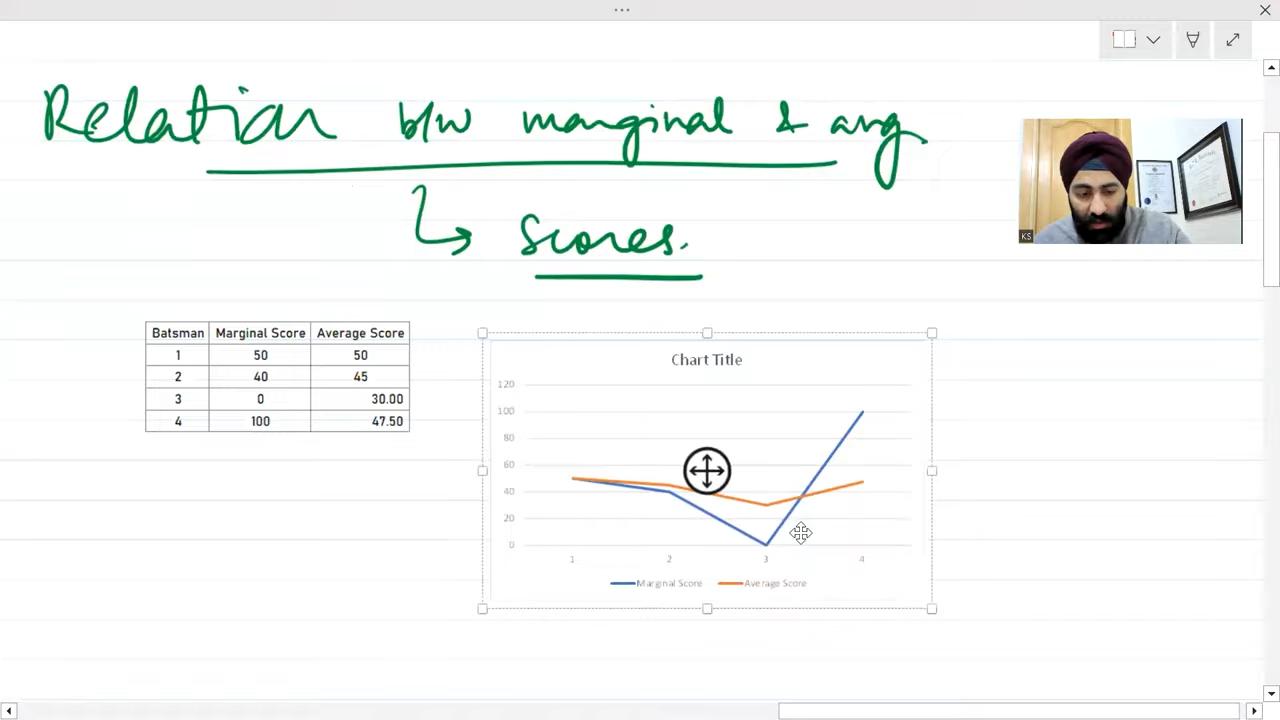 Relation b/w marginal & avg
Scores.
KS
Batsman Marginal Score Average Score
1 50 50
2 40 45
3 0 30.00
4 100 47.50
Chart Title
120
100
80
60
40
20
0
1 2 3 4
Marginal Score Average Score